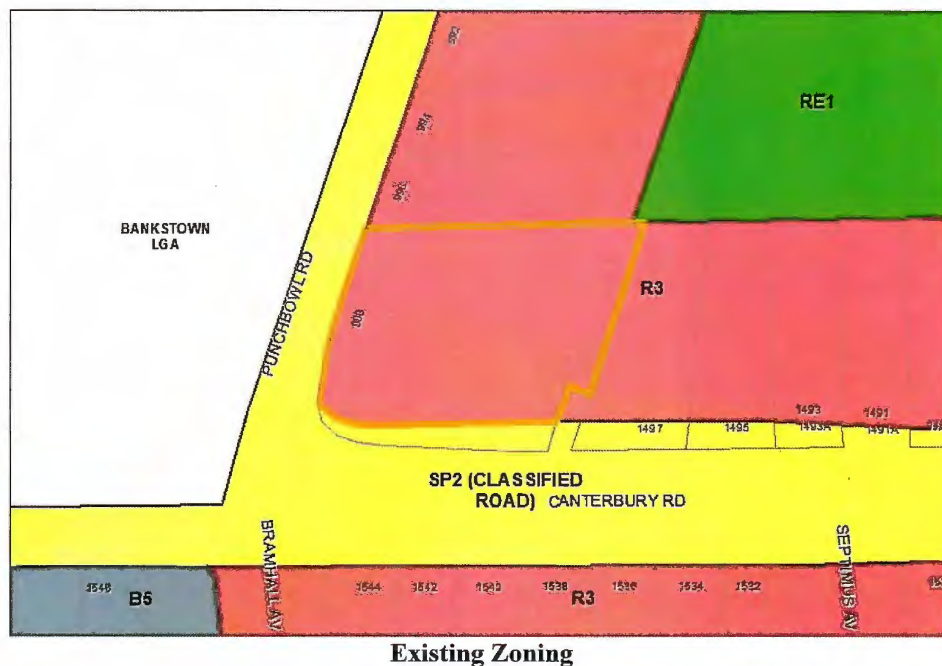 RE1
BANKSTOWN
LGA
PUNCHBOWL RD
R3
1493
1491
1497
1495
1493A
1491A
SP2 (CLASSIFIED
ROAD)
CANTERBURY RD
BRAMHALL AV
SEPTIMUS AV
1548
B5
1544
1542
1540
1538
1536
R3
1534
1532
Existing Zoning